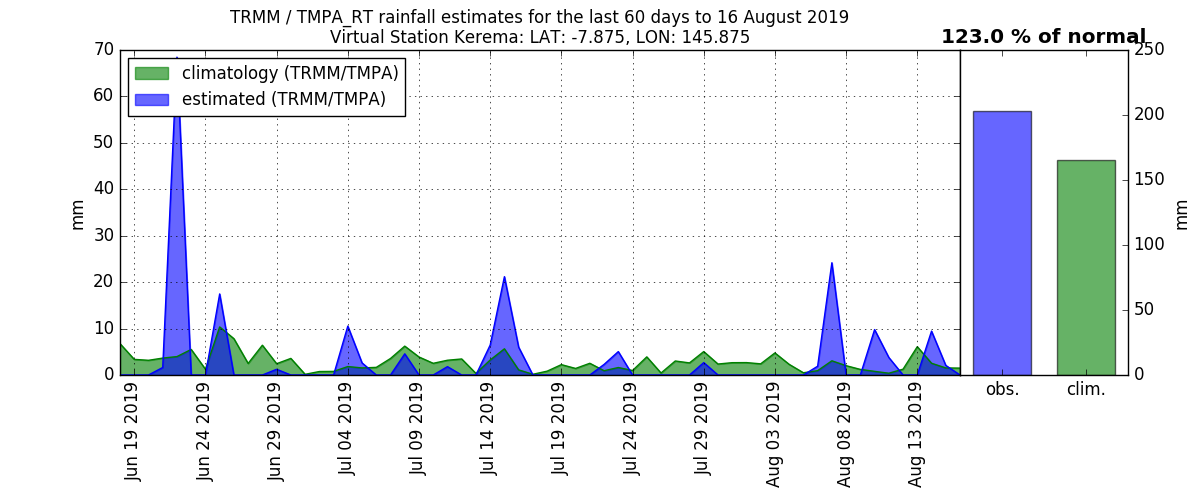 TRMM / TMPA_RT rainfall estimates for the last 60 days to 16 August 2019
Virtual Station Kerema: LAT: -7.875, LON: 145.875
123.0 % of normal
climatology (TRMM/TMPA)
estimated (TRMM/TMPA)
70
60
50
40
30
20
10
0
mm
Jun 19 2019
Jun 24 2019
Jun 29 2019
Jul 04 2019
Jul 09 2019
Jul 14 2019
Jul 19 2019
Jul 24 2019
Jul 29 2019
Aug 03 2019
Aug 08 2019
Aug 13 2019
250
200
150
100
50
0
mm
obs.
clim.